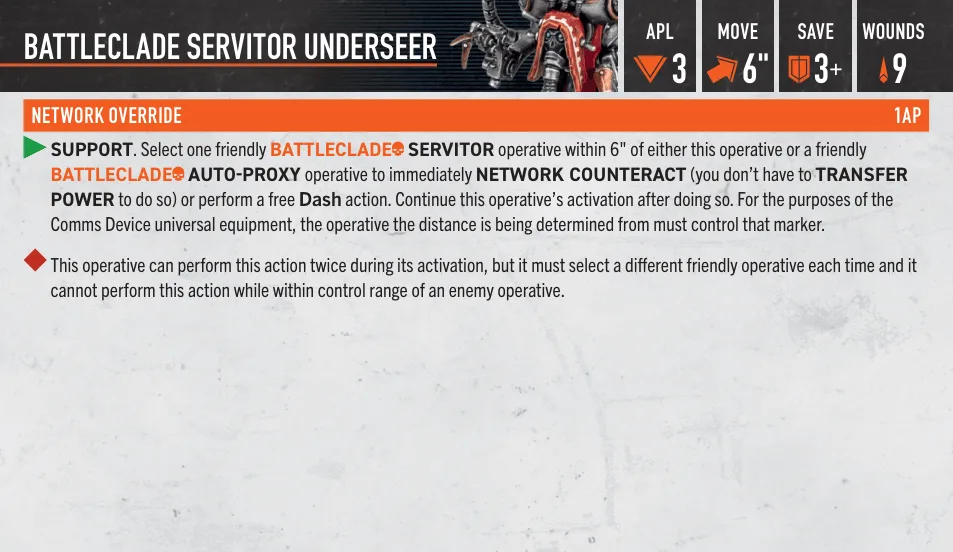 BATTLECLADE SERVITOR UNDERSEER
APL
3
MOVE
6"
SAVE
3+
WOUNDS
9
NETWORK OVERRIDE 1AP
SUPPORT. Select one friendly BATTLECLADE SERVITOR operative within 6" of either this operative or a friendly
BATTLECLADE AUTO-PROXY operative to immediately NETWORK COUNTERACT (you don’t have to TRANSFER
POWER to do so) or perform a free Dash action. Continue this operative’s activation after doing so. For the purposes of the
Comms Device universal equipment, the operative the distance is being determined from must control that marker.
This operative can perform this action twice during its activation, but it must select a different friendly operative each time and it
cannot perform this action while within control range of an enemy operative.